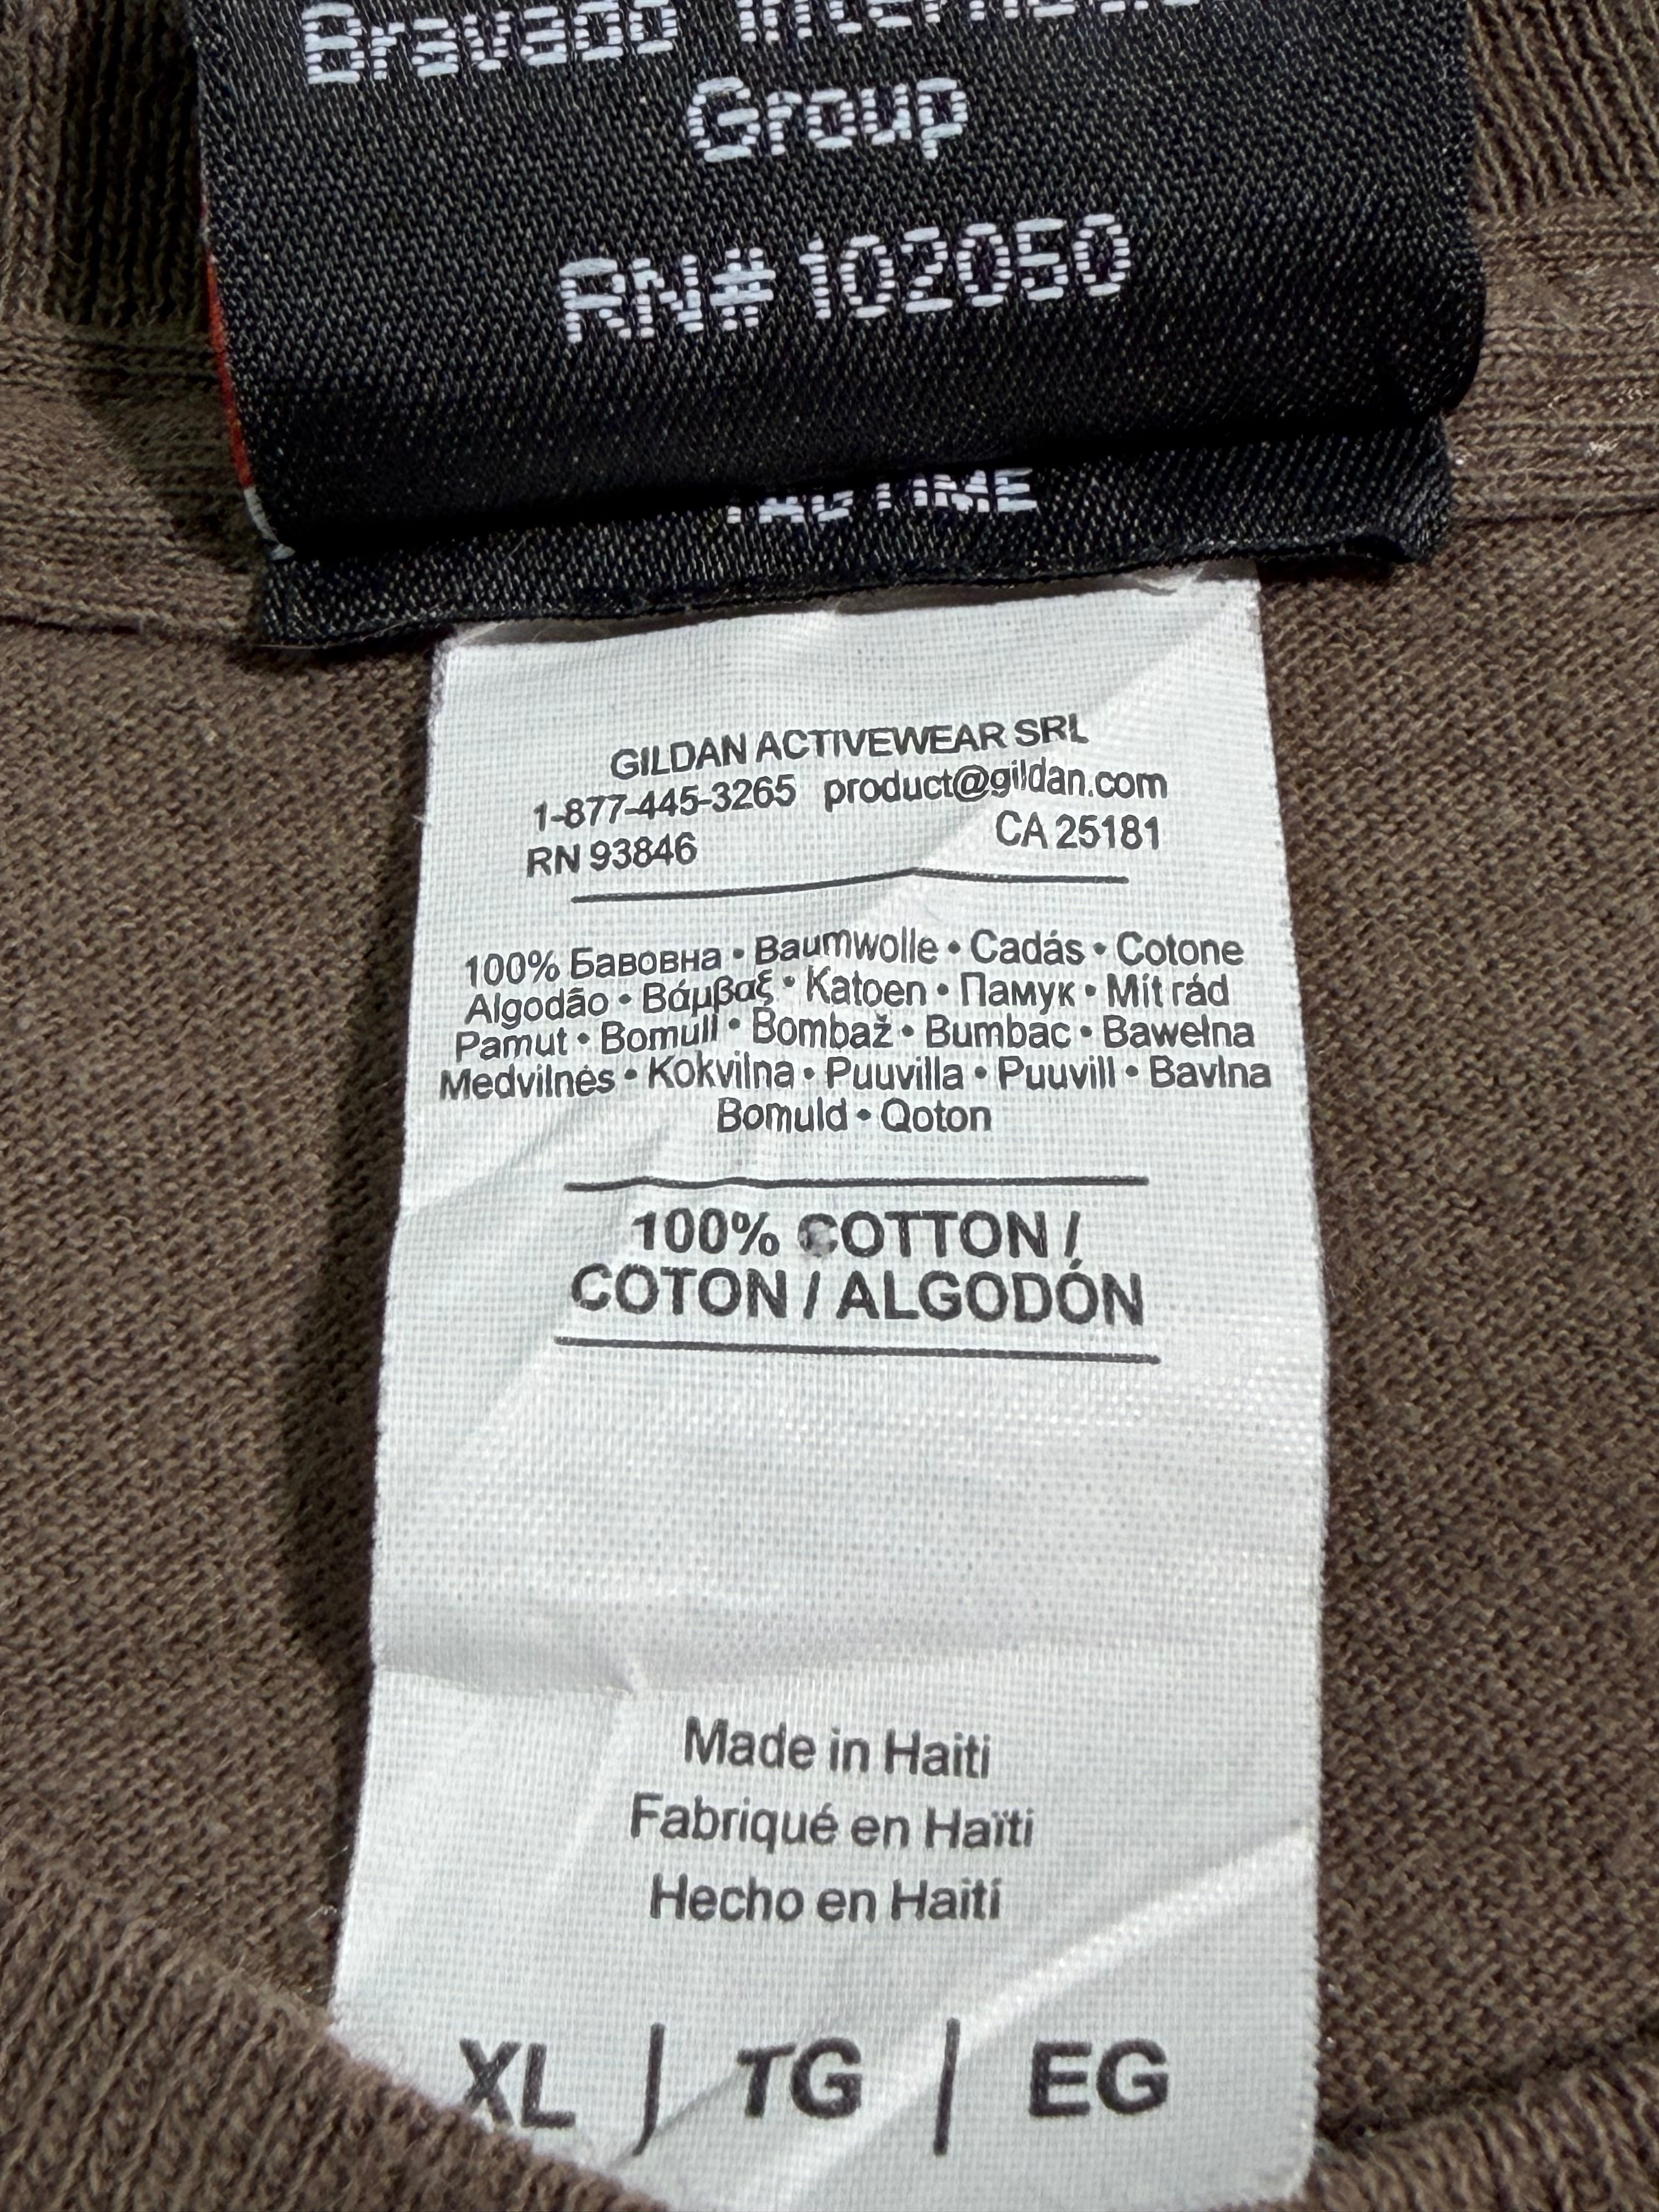 Bravado
Group
RN# 102050
GILDAN ACTIVEWEAR SRL
1-877-445-3265 product@gildan.com
RN 93846 CA 25181
100% Бавовна • Baumwolle • Cadás • Cotone
Algodão • Βάμβαξ • Katoen • Памук • Mít rád
Pamut • Bomull • Bombaž • Bumbac • Bawełna
Medvilnės • Kokvilna • Puuvilla • Puuvill • Bavlna
Bomuld • Qoton
100% COTTON /
COTON / ALGODÓN
Made in Haiti
Fabriqué en Haïti
Hecho en Haití
XL | TG | EG